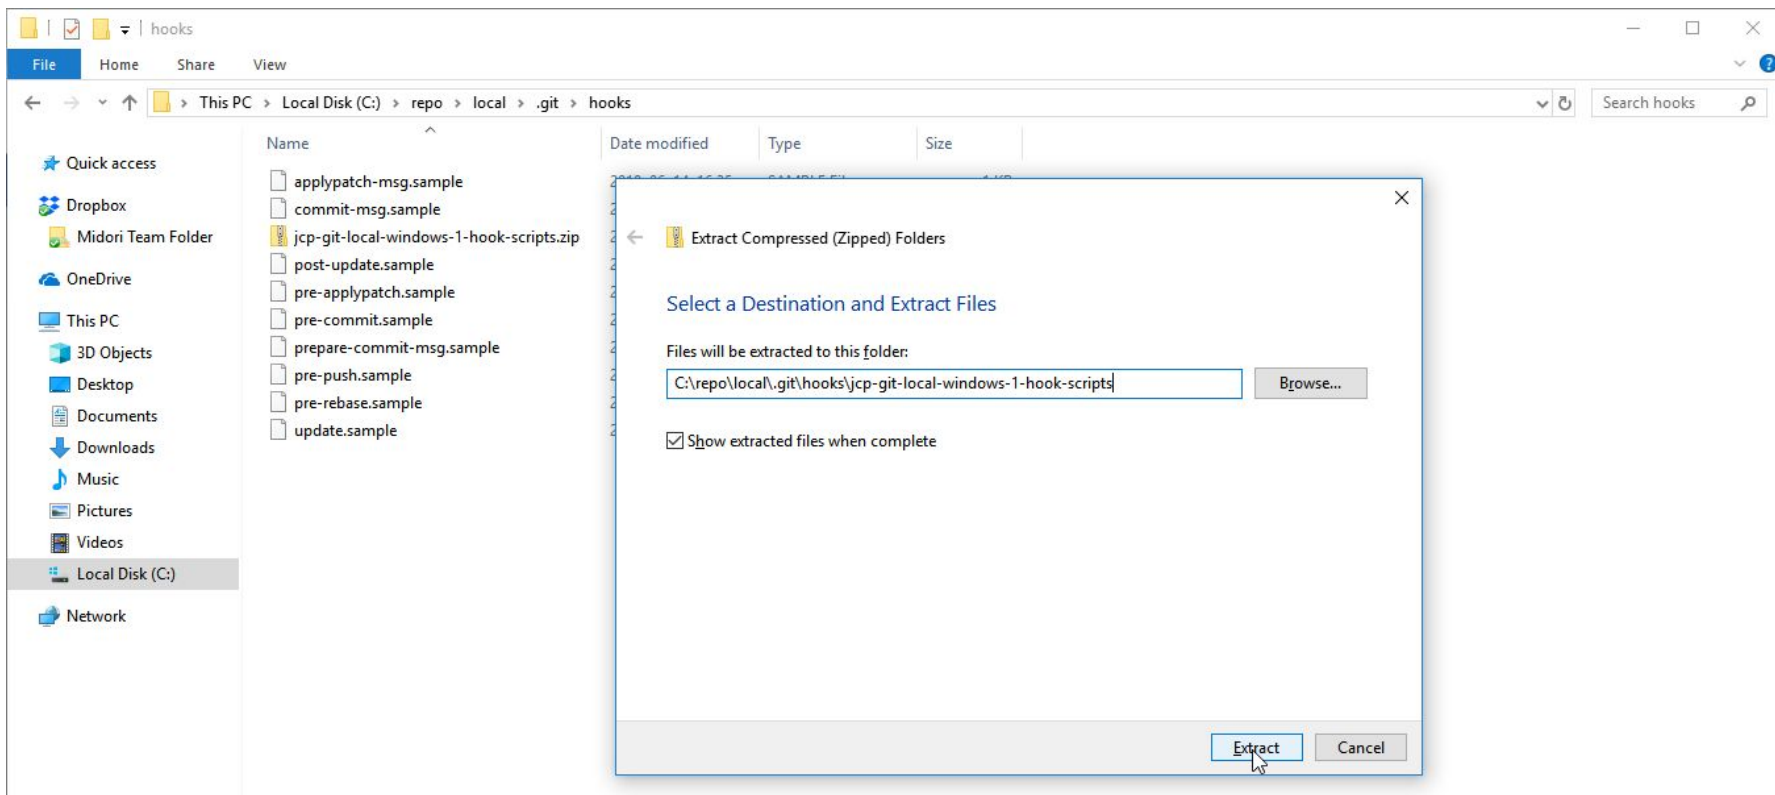 hooks
File Home Share View
This PC > Local Disk (C:) > repo > local > .git > hooks
Search hooks
Name Date modified Type Size
Quick access
Dropbox
Midori Team Folder
OneDrive
This PC
3D Objects
Desktop
Documents
Downloads
Music
Pictures
Videos
Local Disk (C:)
Network
applypatch-msg.sample
commit-msg.sample
jcp-git-local-windows-1-hook-scripts.zip
post-update.sample
pre-applypatch.sample
pre-commit.sample
prepare-commit-msg.sample
pre-push.sample
pre-rebase.sample
update.sample
Extract Compressed (Zipped) Folders
Select a Destination and Extract Files
Files will be extracted to this folder:
C:\repo\local\.git\hooks\jcp-git-local-windows-1-hook-scripts
Browse...
Show extracted files when complete
Extract Cancel